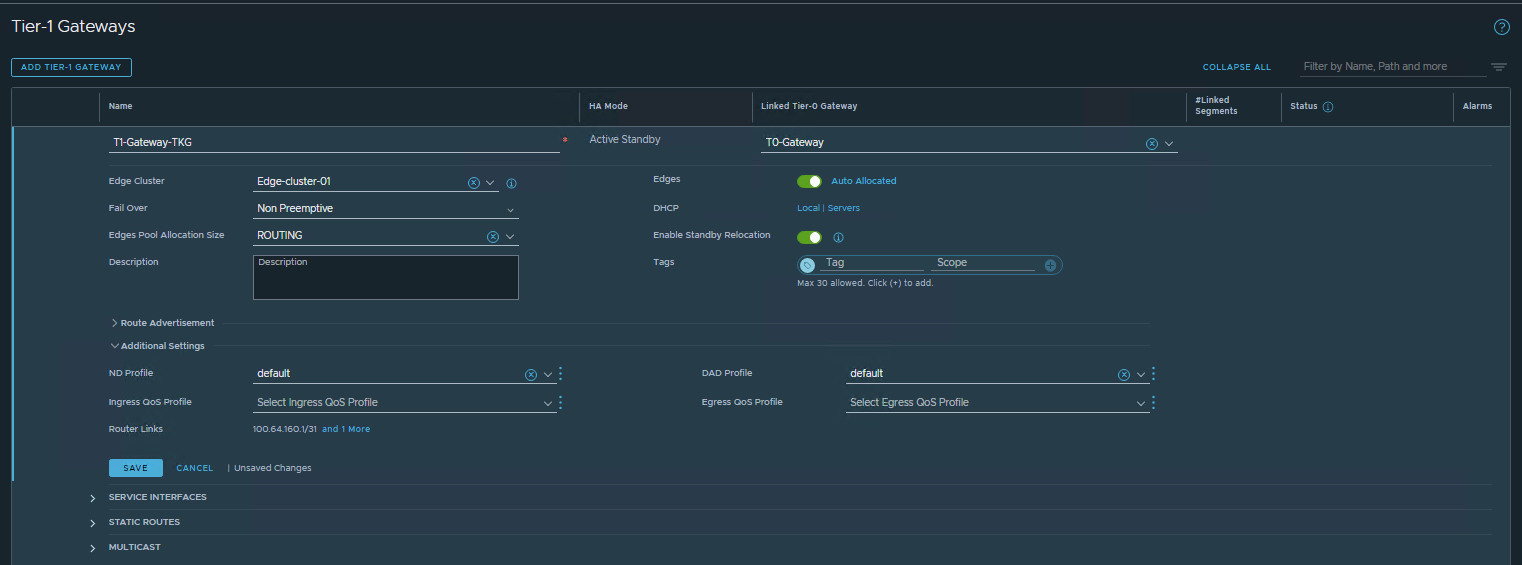 Tier-1 Gateways
ADD TIER-1 GATEWAY
COLLAPSE ALL
Filter by Name, Path and more
Name
HA Mode
Linked Tier-0 Gateway
#Linked
Segments
Status
Alarms
T1-Gateway-TKG
*
Active Standby
T0-Gateway
Edge Cluster
Edge-cluster-01
Edges
Auto Allocated
Fail Over
Non Preemptive
DHCP
Local | Servers
Edges Pool Allocation Size
ROUTING
Enable Standby Relocation
Description
Description
Tags
Tag
Scope
Max 30 allowed. Click (+) to add.
Route Advertisement
Additional Settings
ND Profile
default
DAD Profile
default
Ingress QoS Profile
Select Ingress QoS Profile
Egress QoS Profile
Select Egress QoS Profile
Router Links
100.64.160.1/31 and 1 More
SAVE
CANCEL
| Unsaved Changes
SERVICE INTERFACES
STATIC ROUTES
MULTICAST